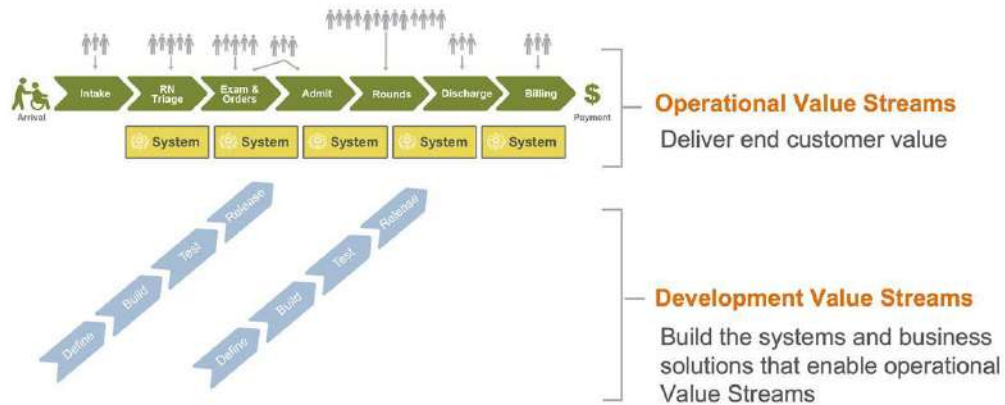 Intake
RN
Triage
Exam &
Orders
Admit
Rounds
Discharge
Billing
$
Arrival
Payment
System
System
System
System
System
Operational Value Streams
Deliver end customer value
Define
Build
Test
Release
Define
Build
Test
Release
Development Value Streams
Build the systems and business
solutions that enable operational
Value Streams